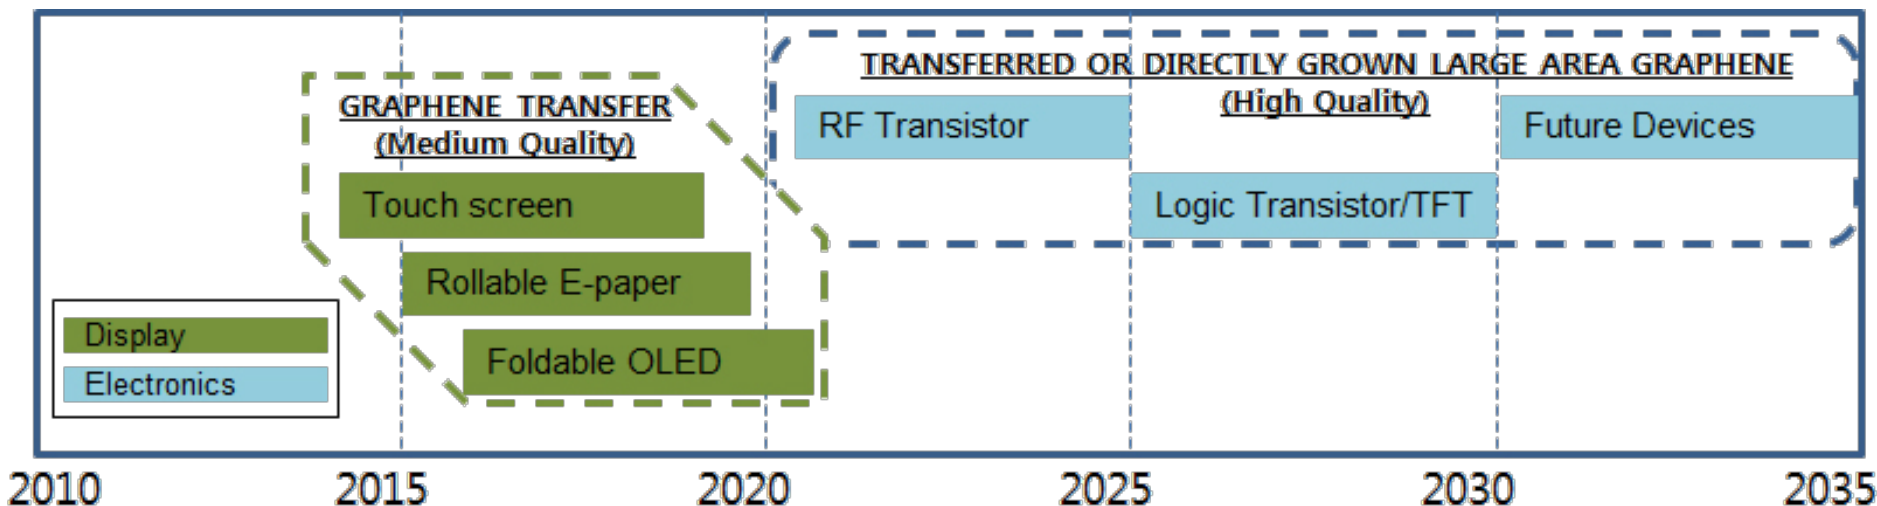 TRANSFERRED OR DIRECTLY GROWN LARGE AREA GRAPHENE
(High Quality)
GRAPHENE TRANSFER
(Medium Quality)
RF Transistor
Future Devices
Touch screen
Logic Transistor/TFT
Rollable E-paper
Foldable OLED
Display
Electronics
2010 2015 2020 2025 2030 2035